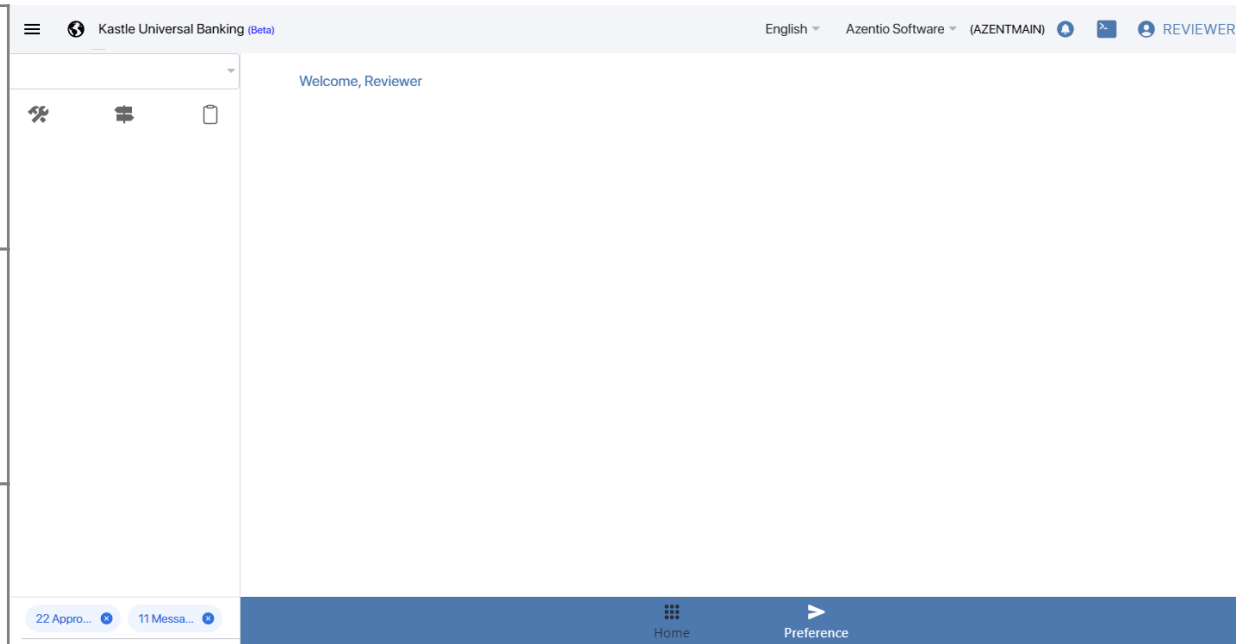 Kastle Universal Banking (Beta) English Azentio Software (AZENTMAIN) REVIEWER
Welcome, Reviewer
22 Appro... 11 Messa...
Home Preference